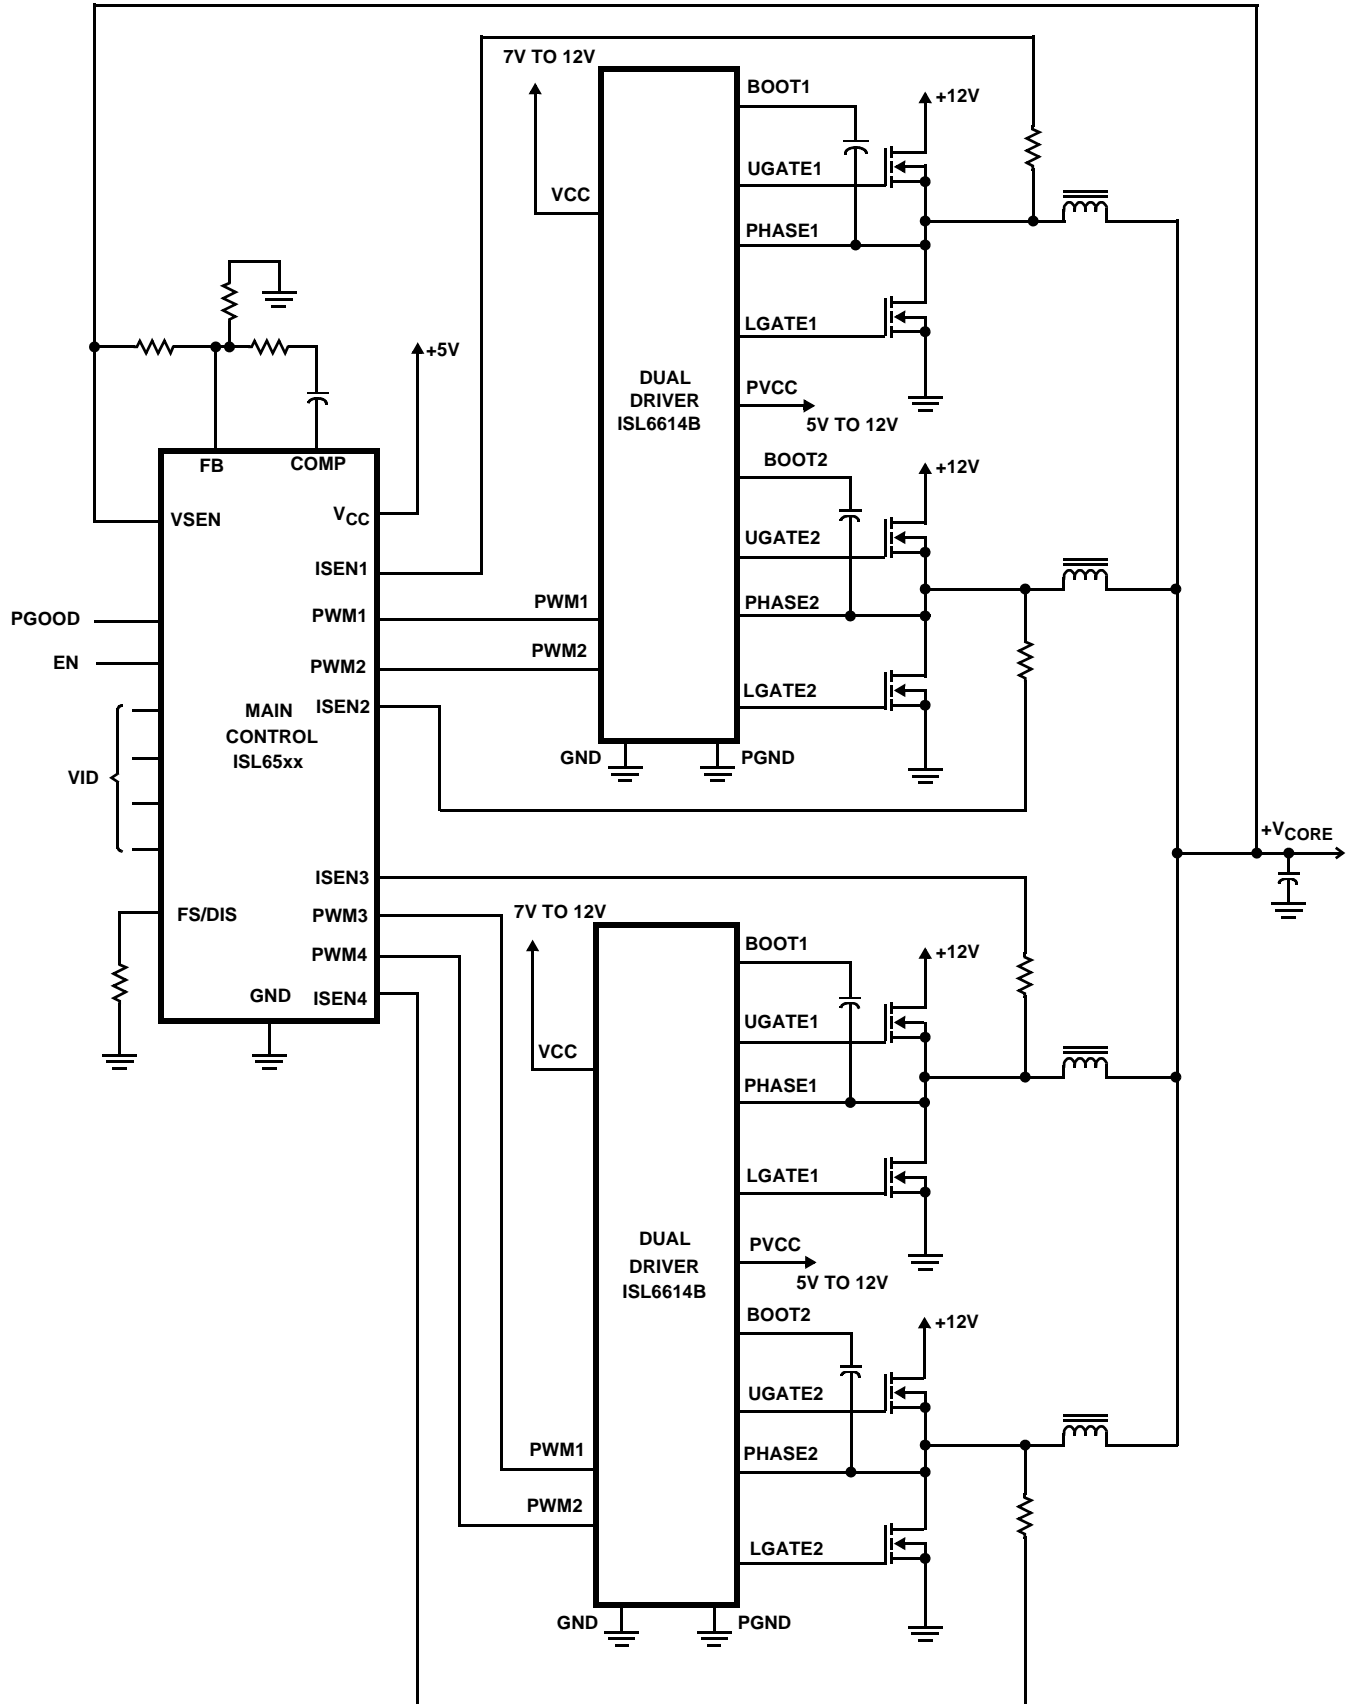 7V TO 12V
BOOT1
+12V
UGATE1
VCC
PHASE1
LGATE1
+5V
DUAL
DRIVER
ISL6614B
PVCC
5V TO 12V
BOOT2
+12V
FB
COMP
VSEN
VCC
UGATE2
ISEN1
PWM1
PWM1
PHASE2
PGOOD
PWM2
PWM2
EN
LGATE2
ISEN2
MAIN
CONTROL
ISL65xx
VID
GND
PGND
+VCORE
ISEN3
7V TO 12V
FS/DIS
PWM3
BOOT1
+12V
PWM4
GND
ISEN4
UGATE1
VCC
PHASE1
LGATE1
DUAL
DRIVER
ISL6614B
PVCC
5V TO 12V
BOOT2
+12V
UGATE2
PWM1
PHASE2
PWM2
LGATE2
GND
PGND